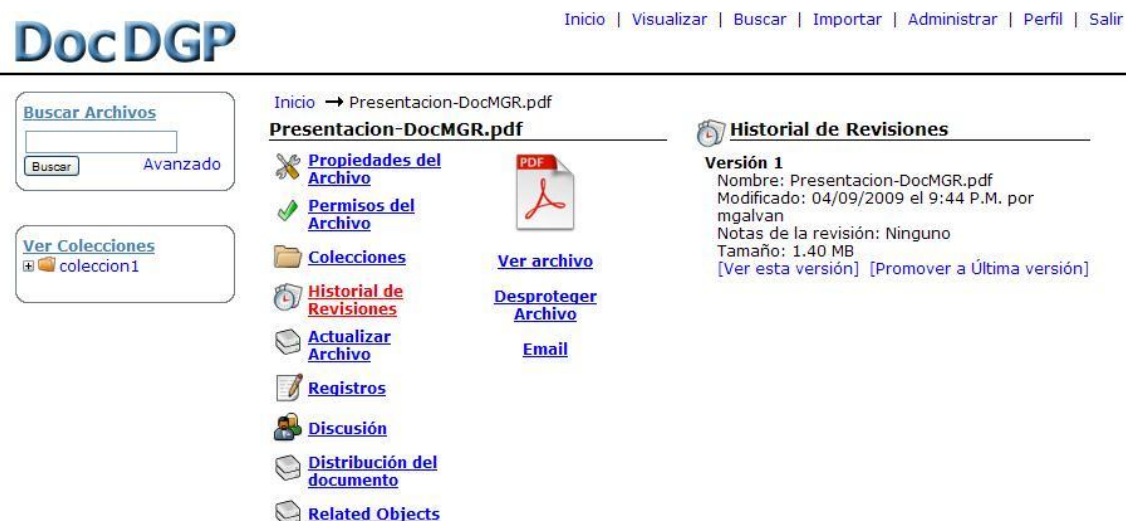 DocDGP
Inicio | Visualizar | Buscar | Importar | Administrar | Perfil | Salir
Buscar Archivos
Buscar
Avanzado
Ver Colecciones
coleccion1
Inicio → Presentacion-DocMGR.pdf
Presentacion-DocMGR.pdf
Propiedades del
Archivo
Permisos del
Archivo
Colecciones
Historial de
Revisiones
Actualizar
Archivo
Registros
Discusión
Distribución del
documento
Related Objects
PDF
Ver archivo
Desproteger
Archivo
Email
Historial de Revisiones
Versión 1
Nombre: Presentacion-DocMGR.pdf
Modificado: 04/09/2009 el 9:44 P.M. por
mgalvan
Notas de la revisión: Ninguno
Tamaño: 1.40 MB
[Ver esta versión] [Promover a Última versión]